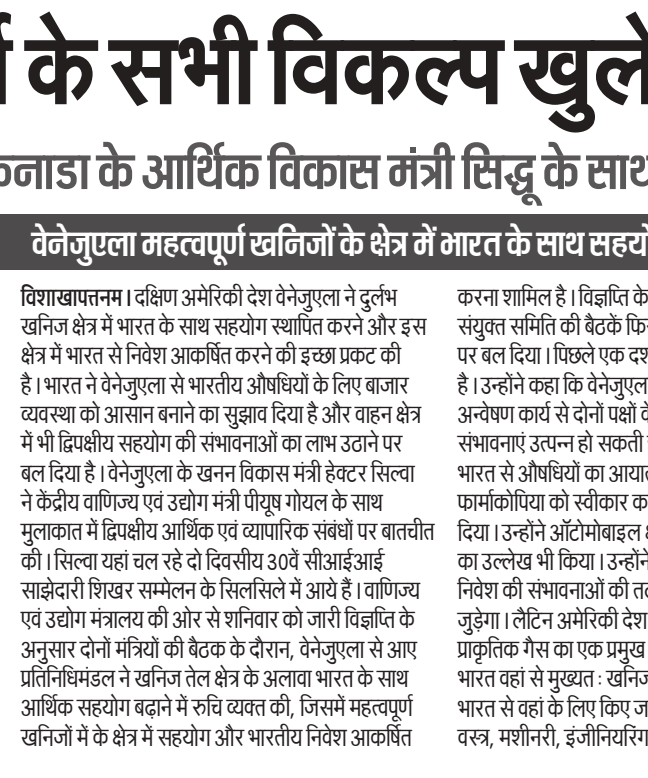 के सभी विकल्प खुले
कनाडा के आर्थिक विकास मंत्री सिद्धू के साथ
वेनेजुएला महत्वपूर्ण खनिजों के क्षेत्र में भारत के साथ
विशाखापत्तनम। दक्षिण अमेरिकी देश वेनेजुएला ने दुर्लभ
खनिज क्षेत्र में भारत के साथ सहयोग स्थापित करने और इस
क्षेत्र में भारत से निवेश आकर्षित करने की इच्छा प्रकट की
है। भारत ने वेनेजुएला से भारतीय औषधियों के लिए बाजार
व्यवस्था को आसान बनाने का सुझाव दिया है और वाहन क्षेत्र
में भी द्विपक्षीय सहयोग की संभावनाओं का लाभ उठाने पर
बल दिया है। वेनेजुएला के खनन विकास मंत्री हेक्टर सिल्वा
ने केंद्रीय वाणिज्य एवं उद्योग मंत्री पीयूष गोयल के साथ
मुलाकात में द्विपक्षीय आर्थिक एवं व्यापारिक संबंधों पर बातचीत
की। सिल्वा यहां चल रहे दो दिवसीय 30वें सीआईआई
साझेदारी शिखर सम्मेलन के सिलसिले में आये हैं। वाणिज्य
एवं उद्योग मंत्रालय की ओर से शनिवार को जारी विज्ञप्ति के
अनुसार दोनों मंत्रियों की बैठक के दौरान, वेनेजुएला से आए
प्रतिनिधिमंडल ने खनिज तेल क्षेत्र के अलावा भारत के साथ
आर्थिक सहयोग बढ़ाने में रुचि व्यक्त की, जिसमें महत्वपूर्ण
खनिजों में के क्षेत्र में सहयोग और भारतीय निवेश आकर्षित
करना शामिल है। विज्ञप्ति के
संयुक्त समिति की बैठकें
पर बल दिया। पिछले एक
है। उन्होंने कहा कि वेनेजुएला
अन्वेषण कार्य से दोनों पक्षों
संभावनाएं उत्पन्न हो सकती
भारत से औषधियों का
फार्माकोपिया को स्वीकार
दिया। उन्होंने ऑटोमोबाइल
का उल्लेख भी किया। उन्होंने
निवेश की संभावनाओं की
जुड़ेगा। लैटिन अमेरिकी देश
प्राकृतिक गैस का एक प्रमुख
भारत वहां से मुख्यत: खनिज
भारत से वहां के लिए किए
वस्त्र, मशीनरी, इंजीनियरिंग